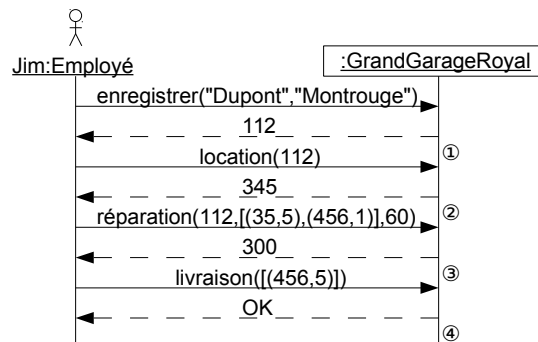 Jim:Employé
:GrandGarageRoyal
enregistrer("Dupont","Montrouge")
112
①
location(112)
345
②
réparation(112,[(35,5),(456,1)],60)
300
③
livraison([(456,5)])
OK
④